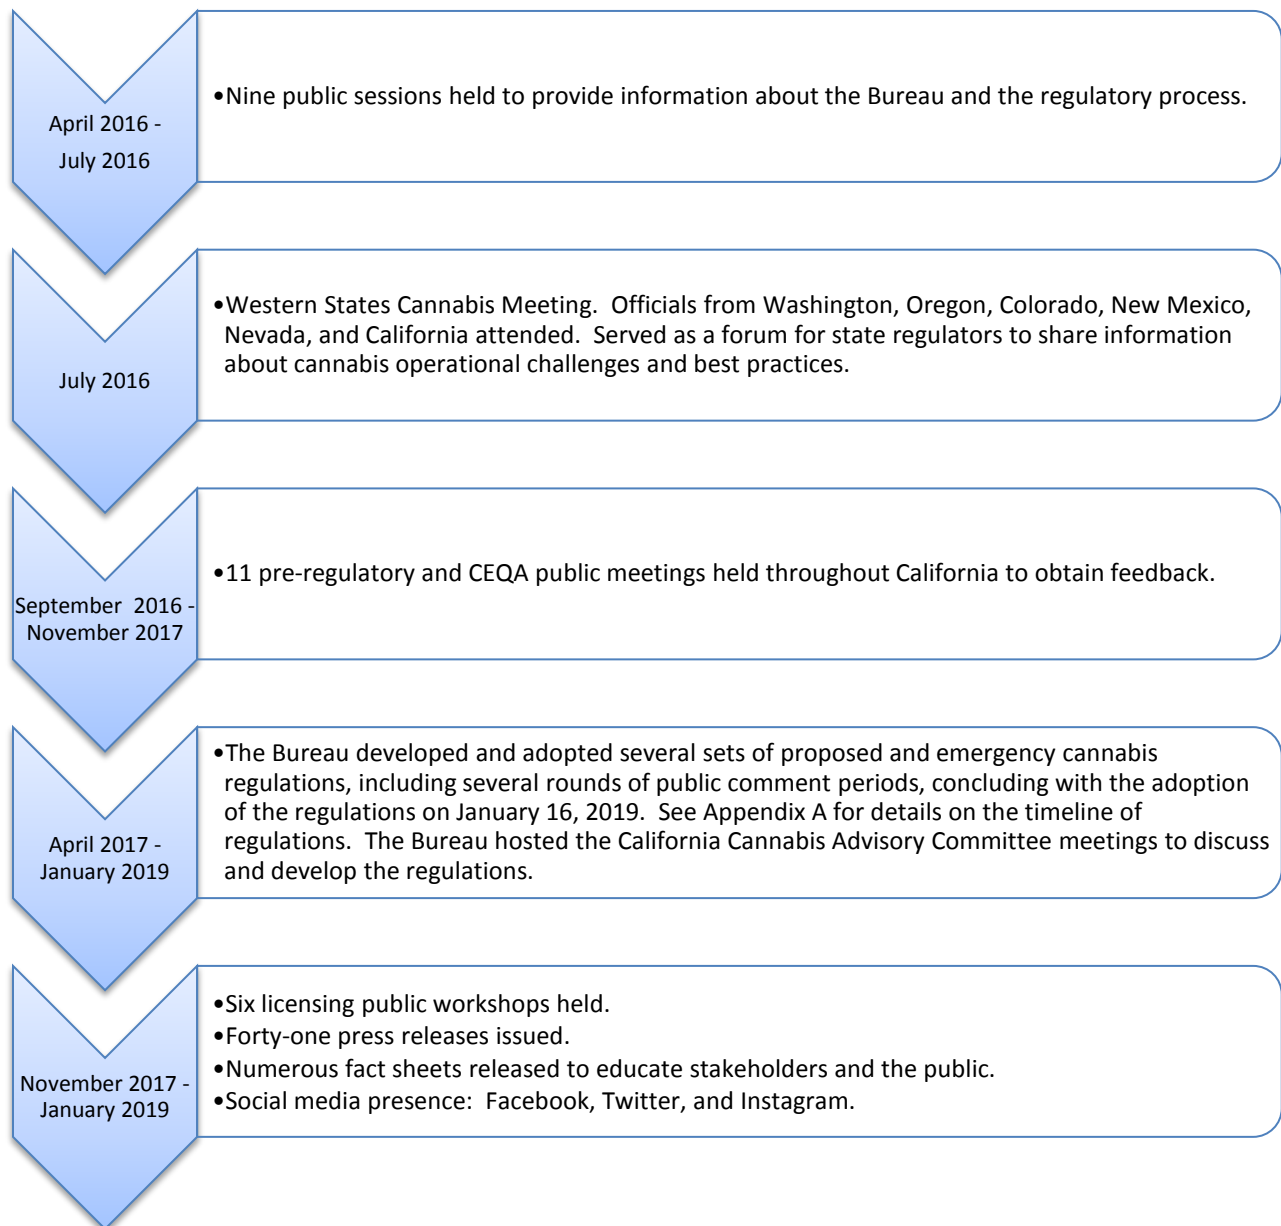 April 2016 -
July 2016
•Nine public sessions held to provide information about the Bureau and the regulatory process.
July 2016
•Western States Cannabis Meeting.  Officials from Washington, Oregon, Colorado, New Mexico,
Nevada, and California attended.  Served as a forum for state regulators to share information
about cannabis operational challenges and best practices.
September  2016 -
November 2017
•11 pre-regulatory and CEQA public meetings held throughout California to obtain feedback.
April 2017 -
January 2019
•The Bureau developed and adopted several sets of proposed and emergency cannabis
regulations, including several rounds of public comment periods, concluding with the adoption
of the regulations on January 16, 2019.  See Appendix A for details on the timeline of
regulations.  The Bureau hosted the California Cannabis Advisory Committee meetings to discuss
and develop the regulations.
November 2017 -
January 2019
•Six licensing public workshops held.
•Forty-one press releases issued.
•Numerous fact sheets released to educate stakeholders and the public.
•Social media presence:  Facebook, Twitter, and Instagram.